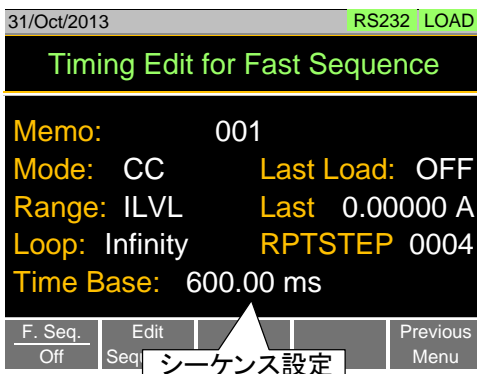 31/Oct/2013 RS232 LOAD
Timing Edit for Fast Sequence
Memo: 001
Mode: CC Last Load: OFF
Range: ILVL Last 0.00000 A
Loop: Infinity RPTSTEP 0004
Time Base: 600.00 ms
F. Seq. Edit Previous
Off Menu
シーケンス設定